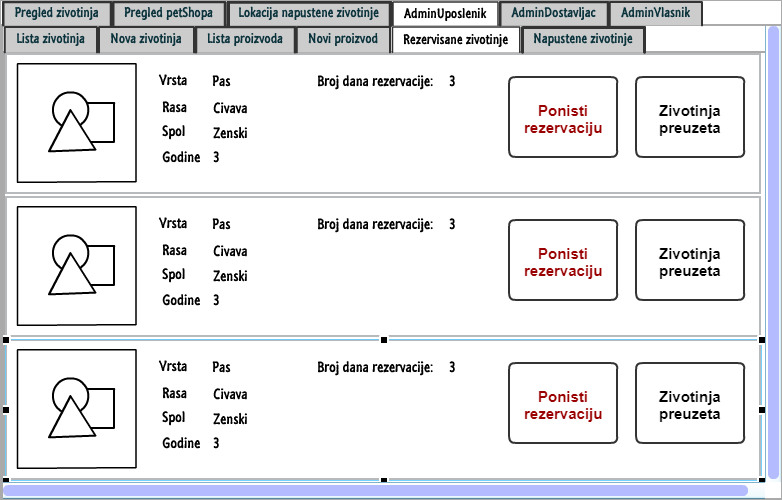 Pregled zivotinja Pregled petShopa Lokacija napustene zivotinje AdminUposlenik AdminDostavljac AdminVlasnik
Lista zivotinja Nova zivotinja Lista proizvoda Novi proizvod Rezervisane zivotinje Napustene zivotinje
Vrsta Pas Broj dana rezervacije: 3
Rasa Civava
Spol Zenski
Godine 3
Ponisti
rezervaciju
Zivotinja
preuzeta
Vrsta Pas Broj dana rezervacije: 3
Rasa Civava
Spol Zenski
Godine 3
Ponisti
rezervaciju
Zivotinja
preuzeta
Vrsta Pas Broj dana rezervacije: 3
Rasa Civava
Spol Zenski
Godine 3
Ponisti
rezervaciju
Zivotinja
preuzeta